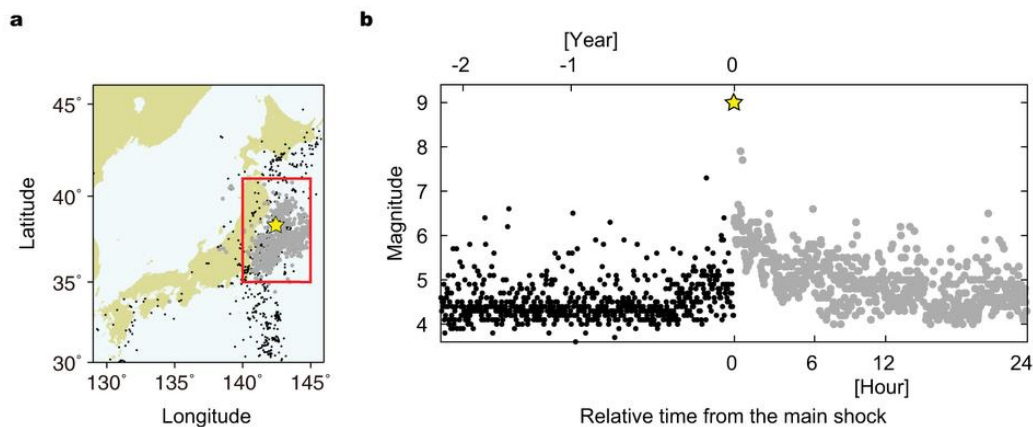 a
45°
40°
35°
30°
130° 135° 140° 145°
Latitude
Longitude
b
[Year]
-2 -1 0
9
8
7
6
5
4
Magnitude
0 6 12 24
[Hour]
Relative time from the main shock